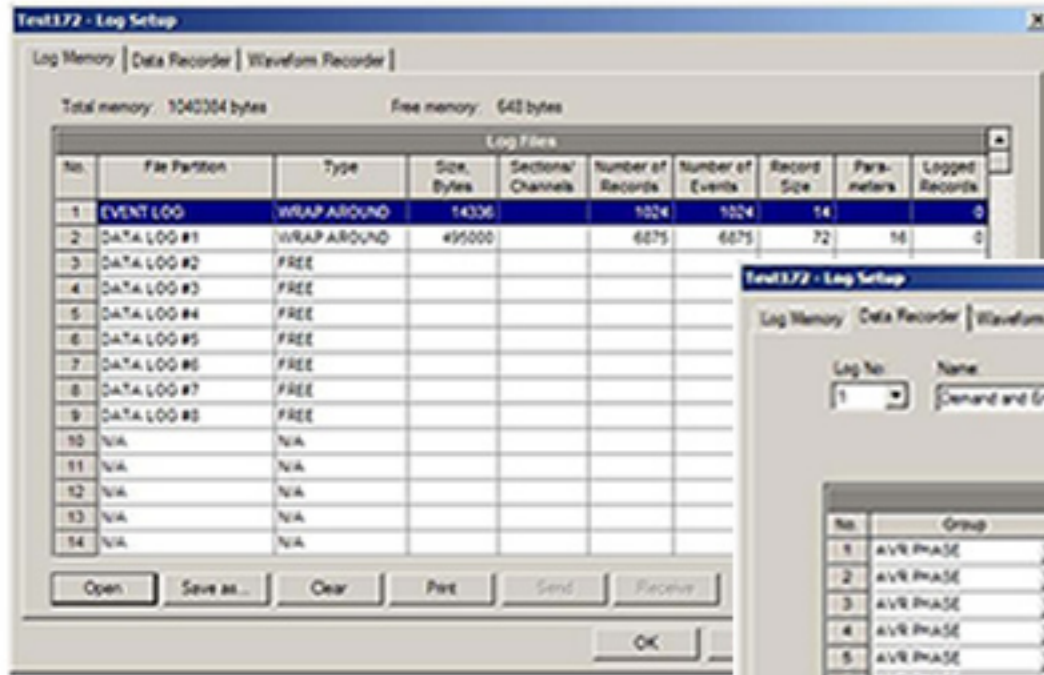 Test172 - Log Setup
Log Memory Data Recorder Waveform Recorder
Total memory: 1040384 bytes Free memory: 648 bytes
Log Files
No. File Partition Type Size, Bytes Sections/ Channels Number of Records Number of Events Record Size Para- meters Logged Records
1 EVENT LOG WRAP AROUND 14336 1024 1024 14 0
2 DATA LOG #1 WRAP AROUND 495000 6875 6875 72 16 0
3 DATA LOG #2 FREE
4 DATA LOG #3 FREE
5 DATA LOG #4 FREE
6 DATA LOG #5 FREE
7 DATA LOG #6 FREE
8 DATA LOG #7 FREE
9 DATA LOG #8 FREE
10 N/A N/A
11 N/A N/A
12 N/A N/A
13 N/A N/A
14 N/A N/A
Open Save as... Clear Print Send Receive
OK
Test172 - Log Setup
Log Memory Data Recorder Waveform
Log No: Name:
1 Demand and
No. Group
1 AVR PHASE
2 AVR PHASE
3 AVR PHASE
4 AVR PHASE
5 AVR PHASE